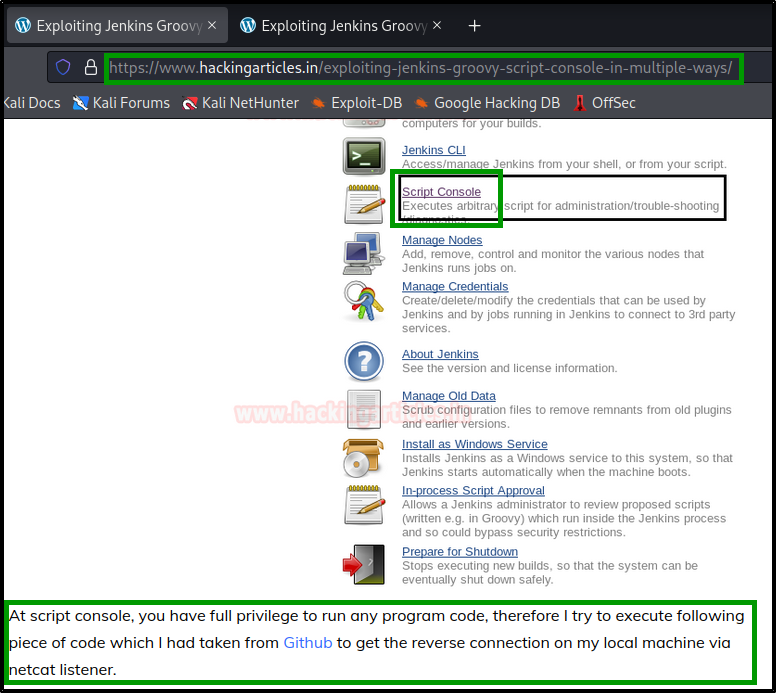 Exploiting Jenkins Groovy × Exploiting Jenkins Groovy × +
https://www.hackingarticles.in/exploiting-jenkins-groovy-script-console-in-multiple-ways/
Kali Docs Kali Forums Kali NetHunter Exploit-DB Google Hacking DB OffSec
computers for your builds.
Jenkins CLI
Access/manage Jenkins from your shell, or from your script.
Script Console
Executes arbitrary script for administration/trouble-shooting
/diagnostics.
Manage Nodes
Add, remove, control and monitor the various nodes that
Jenkins runs jobs on.
Manage Credentials
Create/delete/modify the credentials that can be used by
Jenkins and by jobs running in Jenkins to connect to 3rd party
services.
About Jenkins
See the version and license information.
Manage Old Data
www.hackingarticles.in
Scrub configuration files to remove remnants from old plugins
and earlier versions.
Install as Windows Service
Installs Jenkins as a Windows service to this system, so that
Jenkins starts automatically when the machine boots.
In-process Script Approval
Allows a Jenkins administrator to review proposed scripts
(written e.g. in Groovy) which run inside the Jenkins process
and so could bypass security restrictions.
Prepare for Shutdown
Stops executing new builds, so that the system can be
eventually shut down safely.
At script console, you have full privilege to run any program code, therefore I try to execute following
piece of code which I had taken from Github to get the reverse connection on my local machine via
netcat listener.